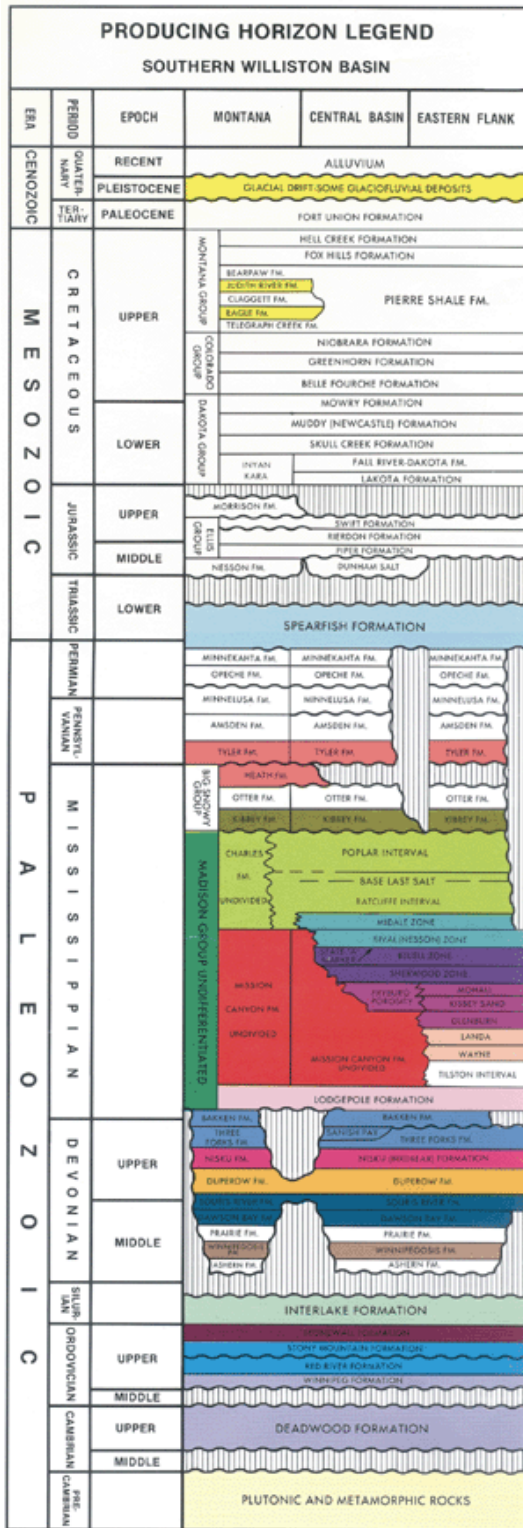 PRODUCING HORIZON LEGEND
SOUTHERN WILLISTON BASIN
ERA PERIOD EPOCH MONTANA CENTRAL BASIN EASTERN FLANK
CENOZOIC
QUATER-
NARY
RECENT ALLUVIUM
PLEISTOCENE GLACIAL DRIFT-SOME GLACIOFLUVIAL DEPOSITS
TER-
TIARY
PALEOCENE FORT UNION FORMATION
MESOZOIC
CRETACEOUS
UPPER
MONTANA GROUP
HELL CREEK FORMATION
FOX HILLS FORMATION
BEARPAW FM.
JUDITH RIVER FM.
CLAGGETT FM. PIERRE SHALE FM.
EAGLE FM.
TELEGRAPH CREEK FM.
COLORADO
GROUP
NIOBRARA FORMATION
GREENHORN FORMATION
BELLE FOURCHE FORMATION
LOWER
DAKOTA GROUP
MOWRY FORMATION
MUDDY (NEWCASTLE) FORMATION
SKULL CREEK FORMATION
INYAN
KARA
FALL RIVER-DAKOTA FM.
LAKOTA FORMATION
JURASSIC
UPPER
MORRISON FM.
ELLIS
GROUP
SWIFT FORMATION
RIERDON FORMATION
MIDDLE
PIPER FORMATION
NESSON FM. DUNHAM SALT
TRIASSIC
LOWER
SPEARFISH FORMATION
PALEOZOIC
PERMIAN
MINNEKAHTA FM. MINNEKAHTA FM. MINNEKAHTA FM.
OPECHE FM. OPECHE FM. OPECHE FM.
PENNSYL-
VANIAN
MINNELUSA FM. MINNELUSA FM. MINNELUSA FM.
AMSDEN FM. AMSDEN FM. AMSDEN FM.
TYLER FM. TYLER FM. TYLER FM.
MISSISSIPPIAN
BIG SNOWY
GROUP
HEATH FM.
OTTER FM. OTTER FM. OTTER FM.
KIBBEY FM. KIBBEY FM. KIBBEY FM.
MADISON GROUP UNDIFFERENTIATED
CHARLES
FM.
UNDIVIDED
POPLAR INTERVAL
BASE LAST SALT
RATCLIFFE INTERVAL
MIDALE ZONE
RIVAL(NESSON) ZONE
BLUELL ZONE
SHERWOOD ZONE
MISSION
CANYON FM.
UNDIVIDED
FRYBURG
POROSITY
MOHALL
KISBEY SAND
GLENBURN
LANDA
WAYNE
MISSION CANYON FM.
UNDIVIDED
TILSTON INTERVAL
LODGEPOLE FORMATION
DEVONIAN
UPPER
BAKKEN FM. BAKKEN FM.
THREE
FORKS FM.
SANISH PAY
THREE FORKS FM.
NISKU FM. NISKU (BIRDBEAR) FORMATION
DUPEROW FM. DUPEROW FM.
MIDDLE
SOURIS RIVER FM. SOURIS RIVER FM.
DAWSON BAY FM. DAWSON BAY FM.
PRAIRIE FM. PRAIRIE FM.
WINNIPEGOSIS
FM.
WINNIPEGOSIS FM.
ASHERN FM. ASHERN FM.
SILUR-
IAN
INTERLAKE FORMATION
ORDOVICIAN
UPPER
STONEWALL FORMATION
STONY MOUNTAIN FORMATION
RED RIVER FORMATION
WINNIPEG FORMATION
MIDDLE
CAMBRIAN
UPPER
DEADWOOD FORMATION
MIDDLE
PRE-
CAMBRIAN
PLUTONIC AND METAMORPHIC ROCKS